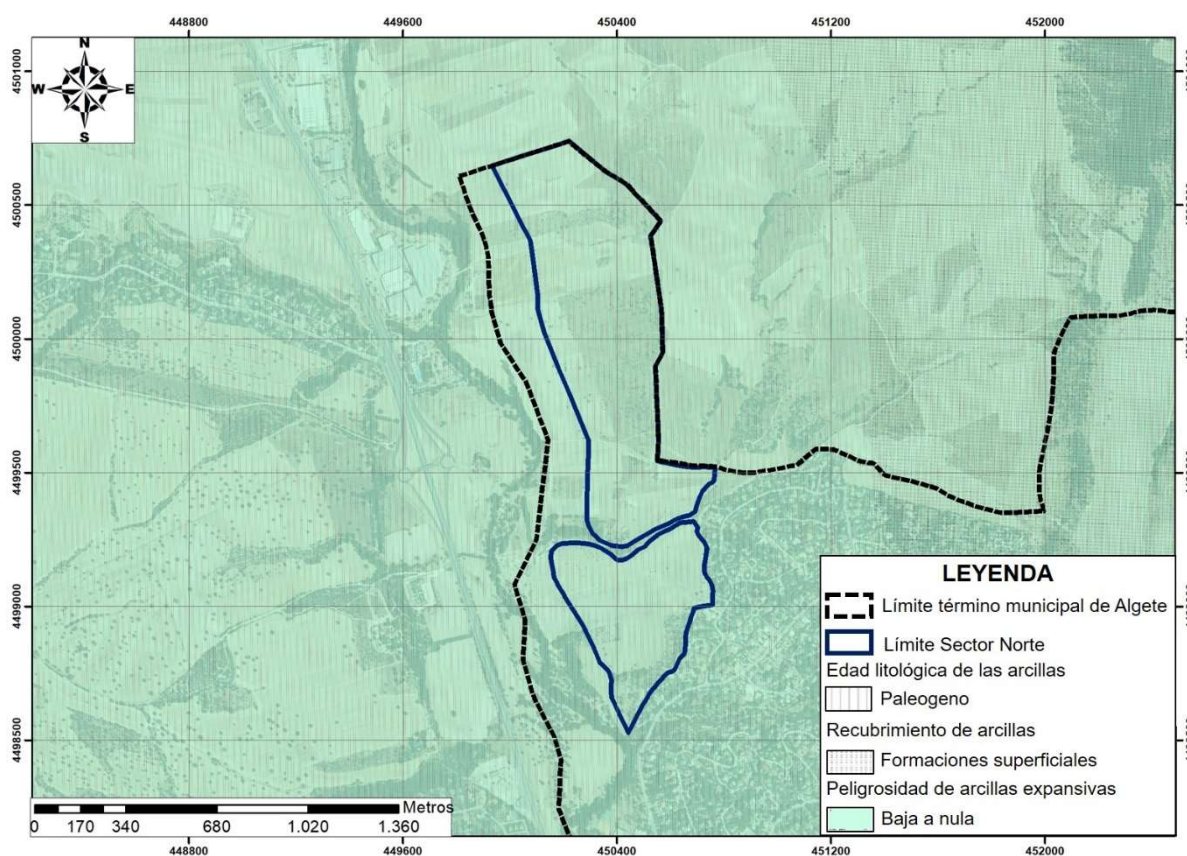 448800 449600 450400 451200 452000
N
W E
S
4501000
4500500
4500000
4499500
4499000
4498500
LEYENDA
Límite término municipal de Algete
Límite Sector Norte
Edad litológica de las arcillas
Paleogeno
Recubrimiento de arcillas
Formaciones superficiales
Peligrosidad de arcillas expansivas
Baja a nula
Metros
0 170 340 680 1.020 1.360
448800 449600 450400 451200 452000